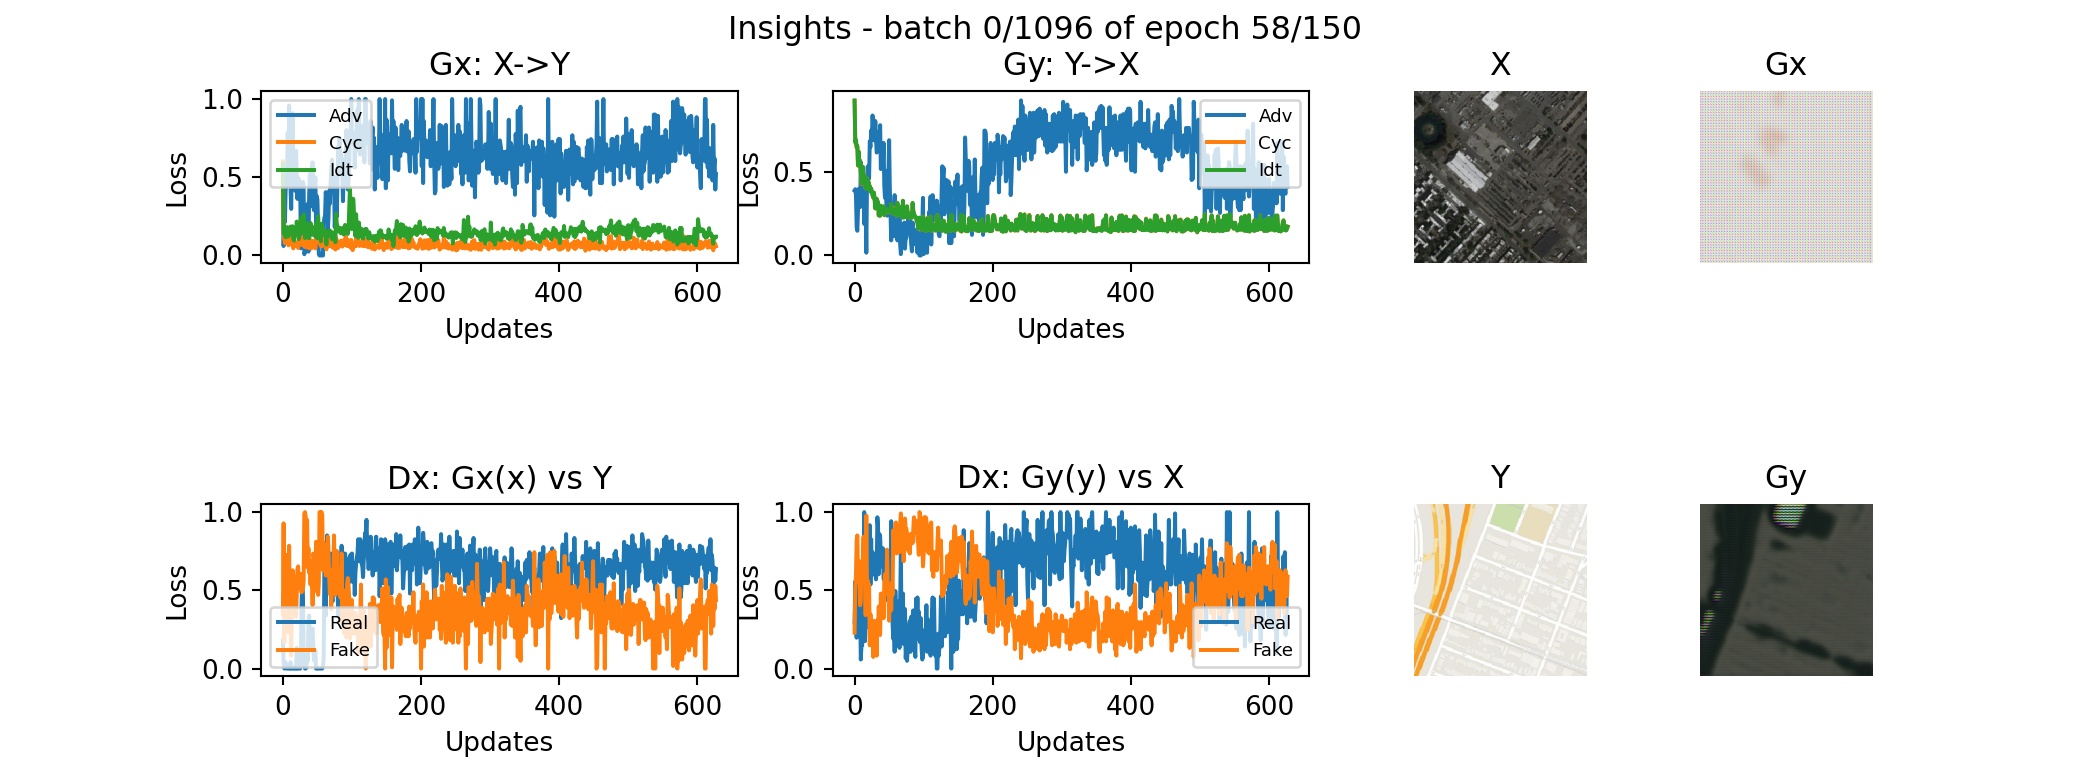 Insights - batch 0/1096 of epoch 58/150
Gx: X->Y
Loss
1.0
0.5
0.0
Adv
Cyc
Idt
0 200 400 600
Updates
Gy: Y->X
Loss
0.5
0.0
Adv
Cyc
Idt
0 200 400 600
Updates
X
Gx
Dx: Gx(x) vs Y
Loss
1.0
0.5
0.0
Real
Fake
0 200 400 600
Updates
Dx: Gy(y) vs X
Loss
1.0
0.5
0.0
Real
Fake
0 200 400 600
Updates
Y
Gy